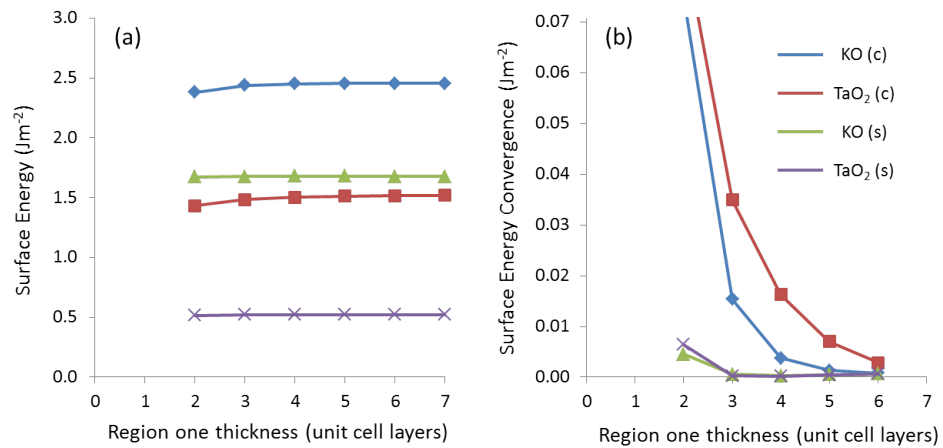 (a)
Surface Energy (Jm-2)
3.0
2.5
2.0
1.5
1.0
0.5
0.0
0 1 2 3 4 5 6 7
Region one thickness (unit cell layers)
(b)
Surface Energy Convergence (Jm-2)
0.07
0.06
0.05
0.04
0.03
0.02
0.01
0.00
0 1 2 3 4 5 6 7
Region one thickness (unit cell layers)
KO (c)
TaO2 (c)
KO (s)
TaO2 (s)